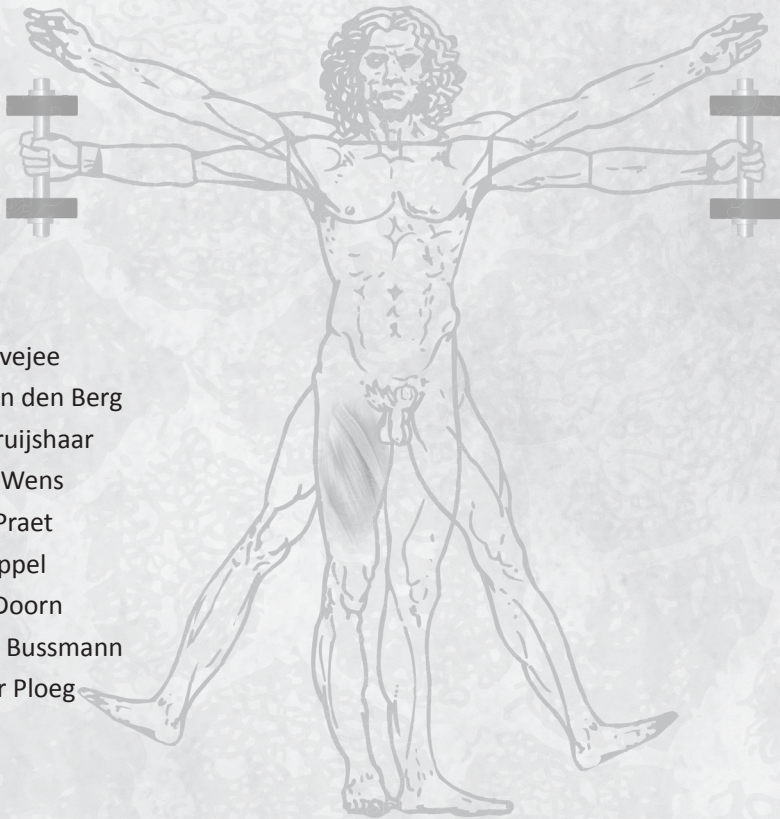 vejee
n den Berg
ruijshaar
Wens
Praet
ppel
Doorn
Bussmann
r Ploeg